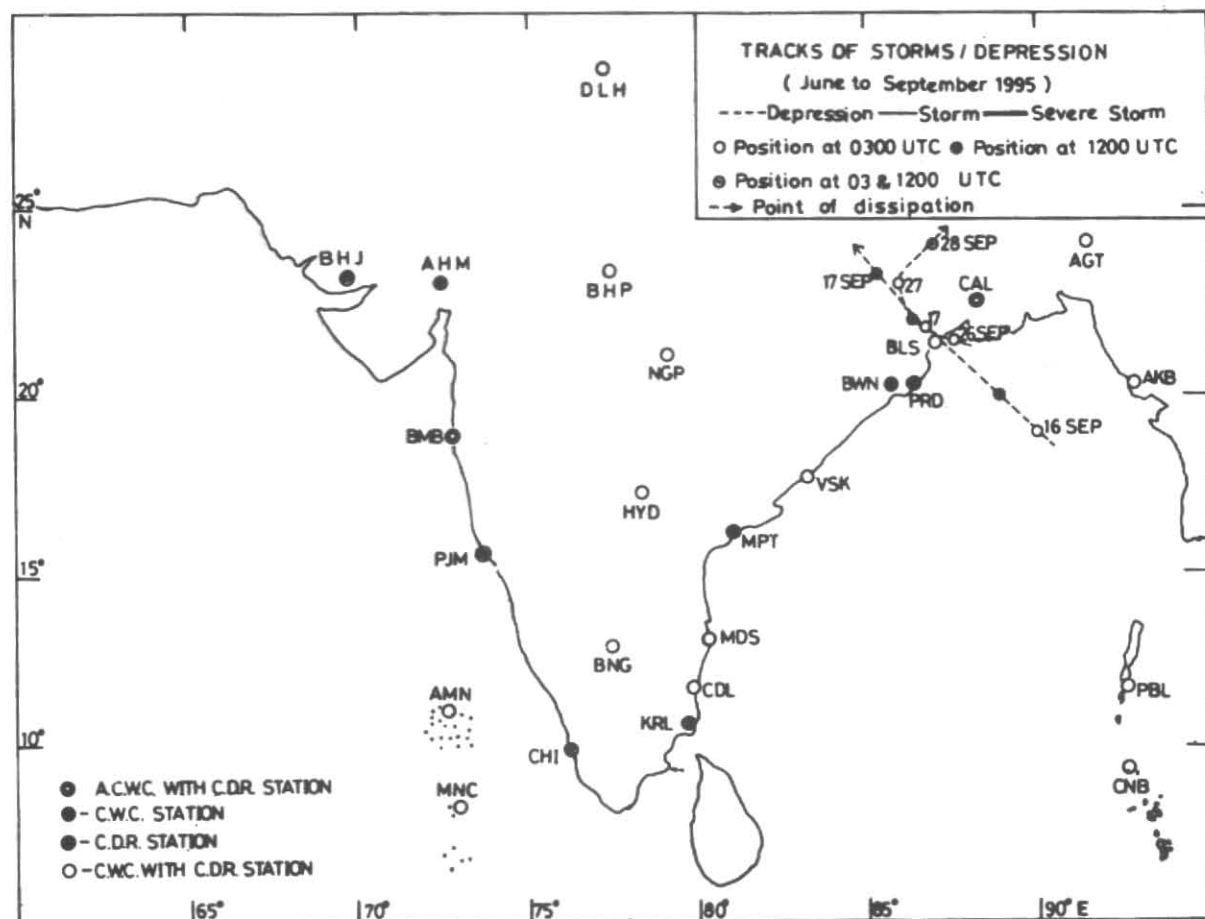 TRACKS OF STORMS / DEPRESSION
( June to September 1995 )
----Depression —— Storm —— Severe Storm
○ Position at 0300 UTC ● Position at 1200 UTC
Position at 03 & 1200 UTC
Point of dissipation
DLH
25°
N
BHJ
AHM
BHP
17 SEP
28 SEP
27
CAL
AGT
17
26 SEP
BLS
NGP
BWN
PRD
AKB
20°
16 SEP
BMB
VSK
HYD
MPT
PJM
15°
MDS
BNG
CDL
PBL
AMN
KRL
10°
CHI
CNB
MNC
A.C.W.C. WITH C.D.R. STATION
- C.W.C. STATION
- C.D.R. STATION
- C.W.C. WITH C.D.R. STATION
65° 70° 75° 80° 85° 90° E